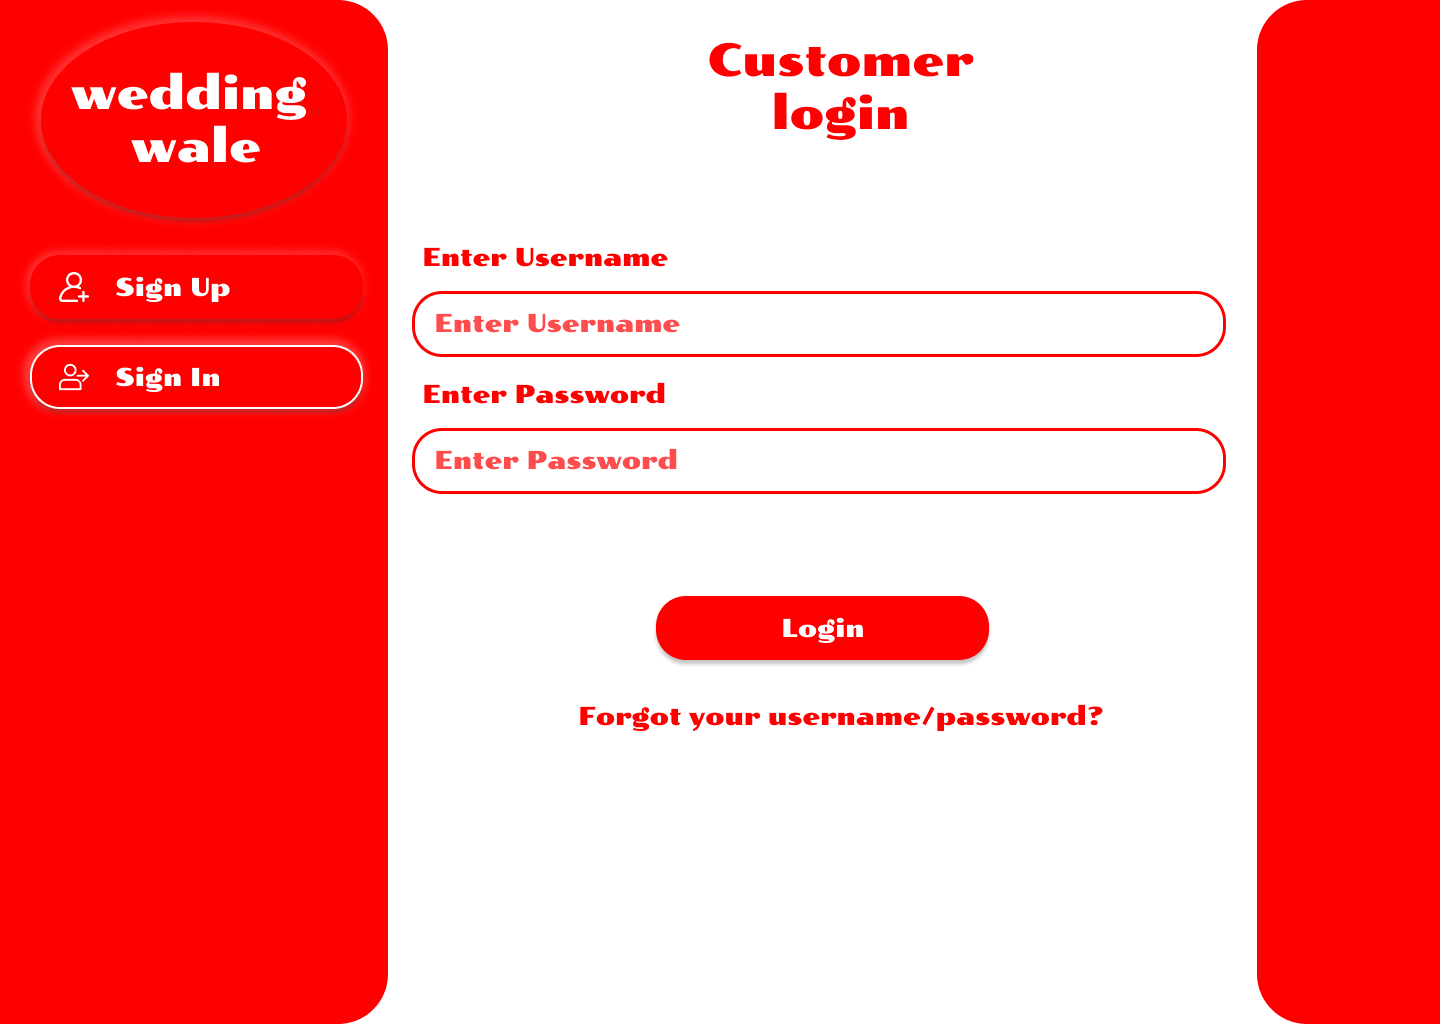 wedding
wale
Sign Up
Sign In
Customer
login
Enter Username
Enter Username
Enter Password
Enter Password
Login
Forgot your username/password?